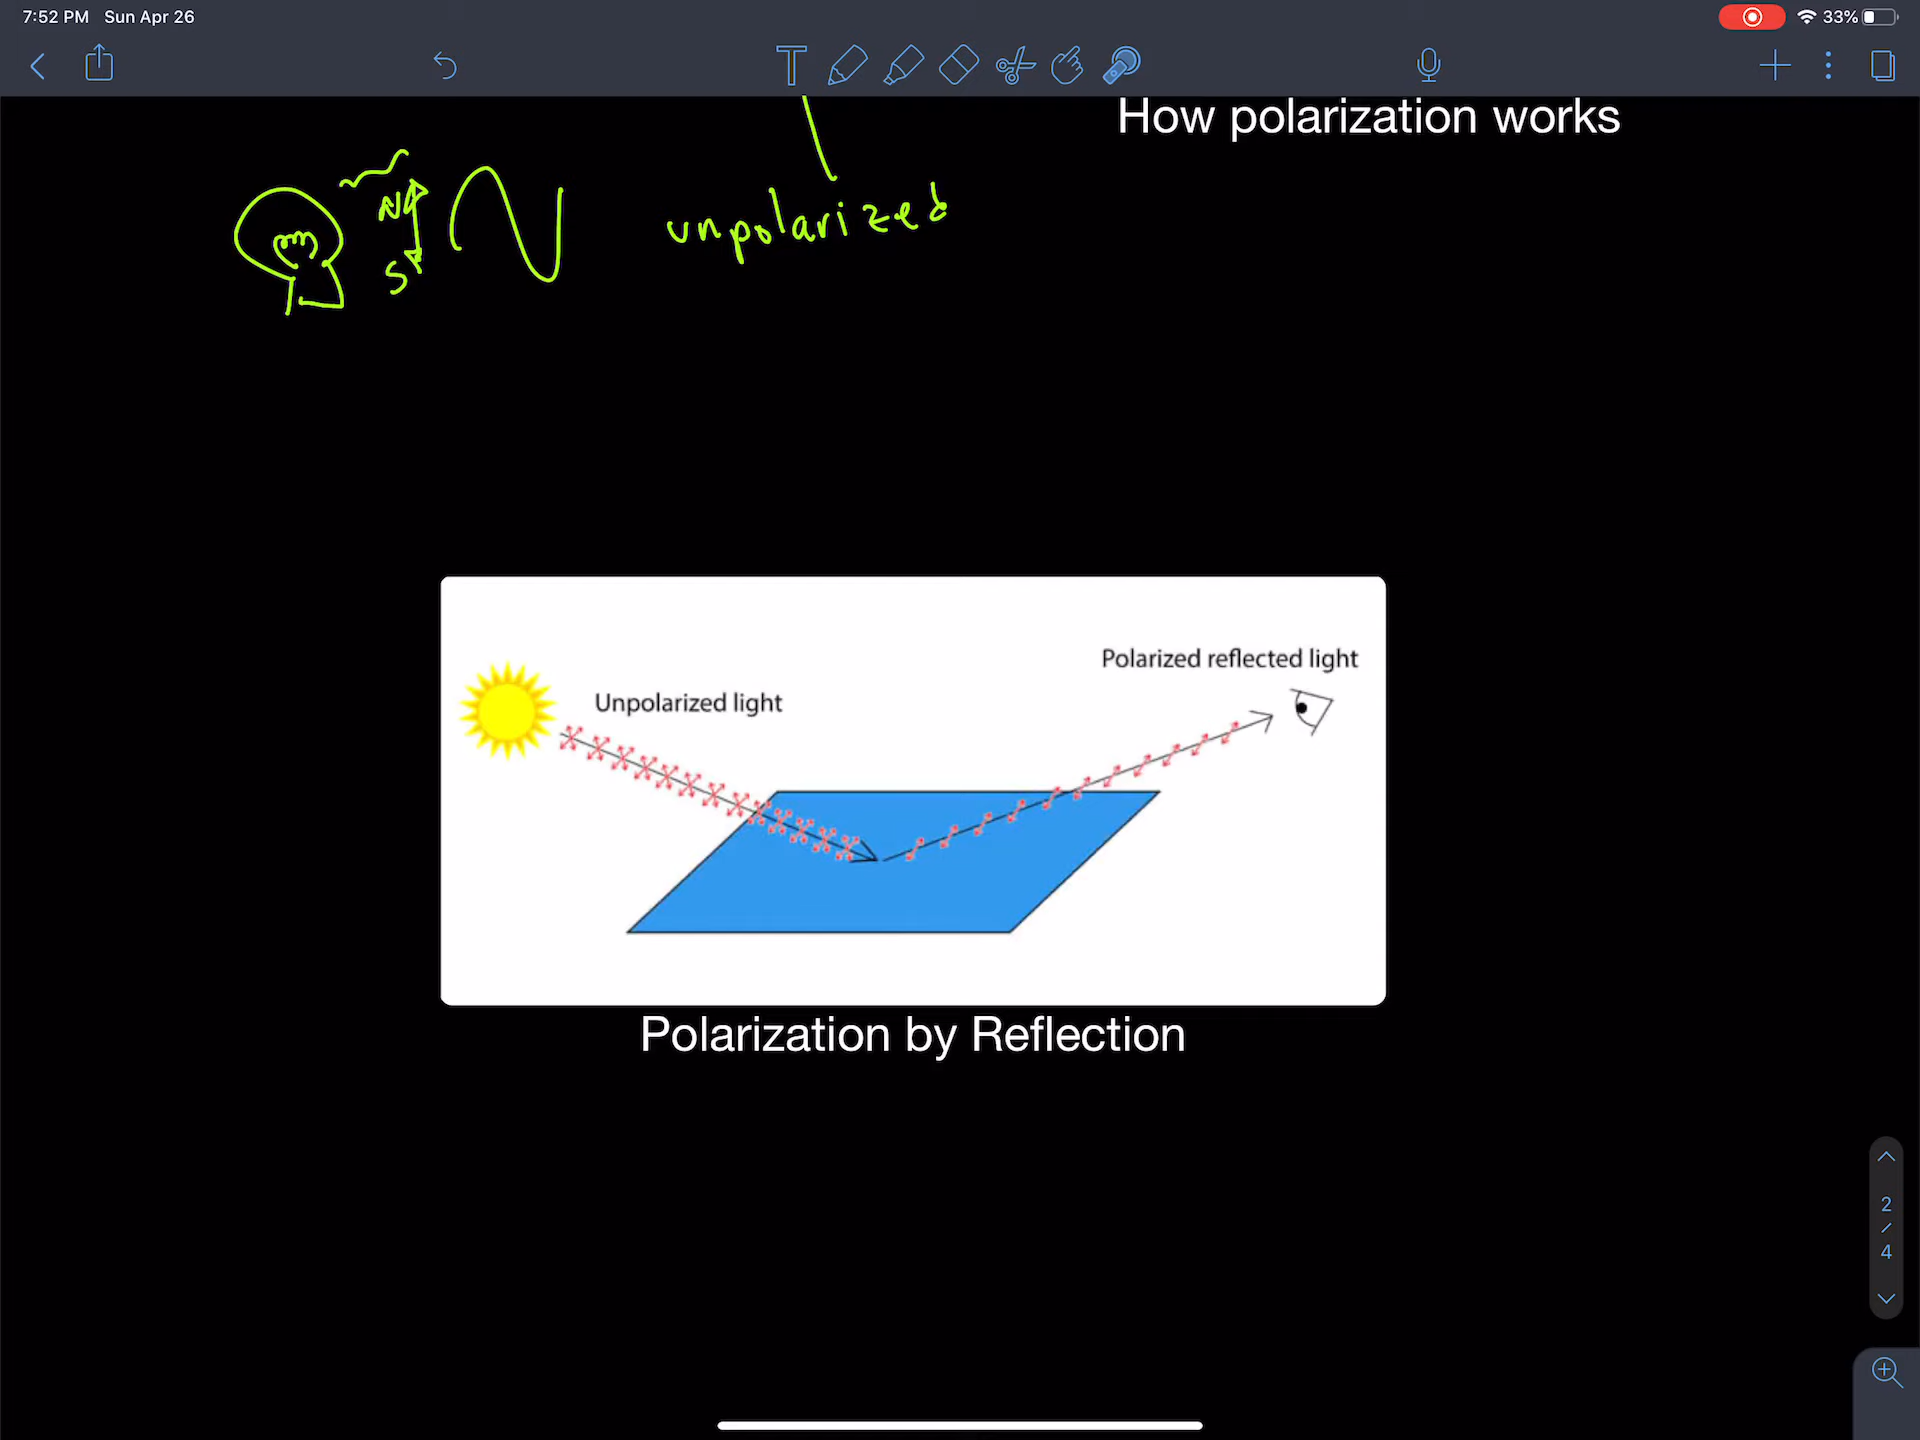 7:52 PM Sun Apr 26
33%
How polarization works
N
S
unpolarized
Polarized reflected light
Unpolarized light
Polarization by Reflection
2
/
4